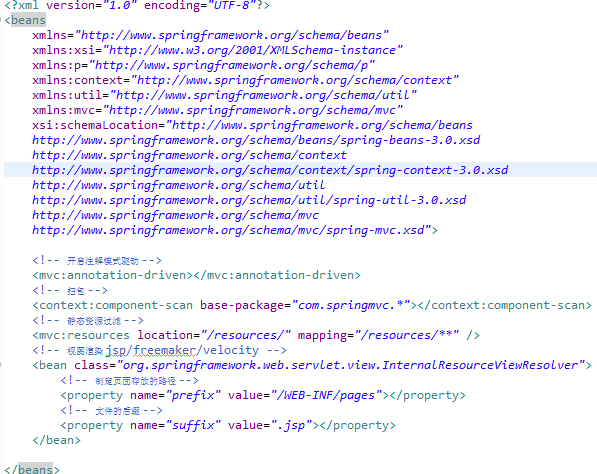 <?xml version="1.0" encoding="UTF-8"?>
<beans
xmlns="http://www.springframework.org/schema/beans"
xmlns:xsi="http://www.w3.org/2001/XMLSchema-instance"
xmlns:p="http://www.springframework.org/schema/p"
xmlns:context="http://www.springframework.org/schema/context"
xmlns:util="http://www.springframework.org/schema/util"
xmlns:mvc="http://www.springframework.org/schema/mvc"
xsi:schemaLocation="http://www.springframework.org/schema/beans
http://www.springframework.org/schema/beans/spring-beans-3.0.xsd
http://www.springframework.org/schema/context
http://www.springframework.org/schema/context/spring-context-3.0.xsd
http://www.springframework.org/schema/util
http://www.springframework.org/schema/util/spring-util-3.0.xsd
http://www.springframework.org/schema/mvc
http://www.springframework.org/schema/mvc/spring-mvc.xsd">
<!-- 开启注解模式驱动 -->
<mvc:annotation-driven></mvc:annotation-driven>
<!-- 扫包 -->
<context:component-scan base-package="com.springmvc.*"></context:component-scan>
<!-- 静态资源过滤 -->
<mvc:resources location="/resources/" mapping="/resources/**" />
<!-- 视图渲染 jsp/freemaker/velocity -->
<bean class="org.springframework.web.servlet.view.InternalResourceViewResolver">
<!-- 制定页面存放的路径 -->
<property name="prefix" value="/WEB-INF/pages"></property>
<!-- 文件的后缀 -->
<property name="suffix" value=".jsp"></property>
</bean>
</beans>